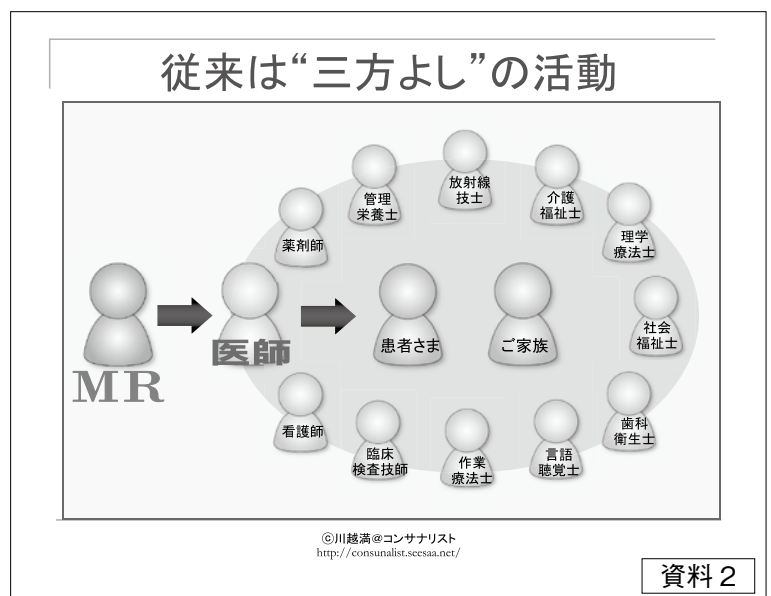 従来は“三方よし”の活動
放射線
技士
管理
栄養士
介護
福祉士
薬剤師
理学
療法士
MR
医師
患者さま
ご家族
社会
福祉士
看護師
歯科
衛生士
臨床
検査技師
作業
療法士
言語
聴覚士
©川越満@コンサナリスト
http://consunalist.seesaa.net/
資料2